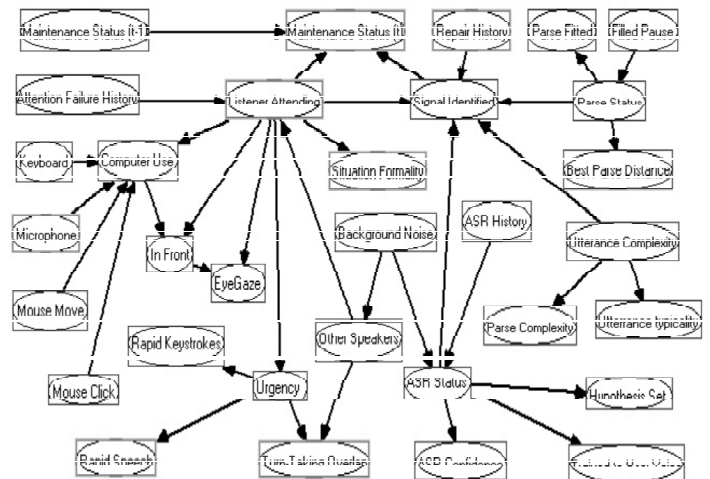 Maintenance Status (t-1)
Maintenance Status (t)
Repair History
Parse Fitted
Filled Pause
Attention Failure History
Listener Attending
Signal Identified
Parse Status
Keyboard
Computer Use
Situation Formality
Best Parse Distance
Microphone
In Front
EyeGaze
Background Noise
ASR History
Utterance Complexity
Mouse Move
Rapid Keystrokes
Other Speakers
Parse Complexity
Utterance typicality
Mouse Click
Urgency
ASR Status
Hypothesis Set
Rapid Speech
Turn-Taking Overlap
ASR Confidence